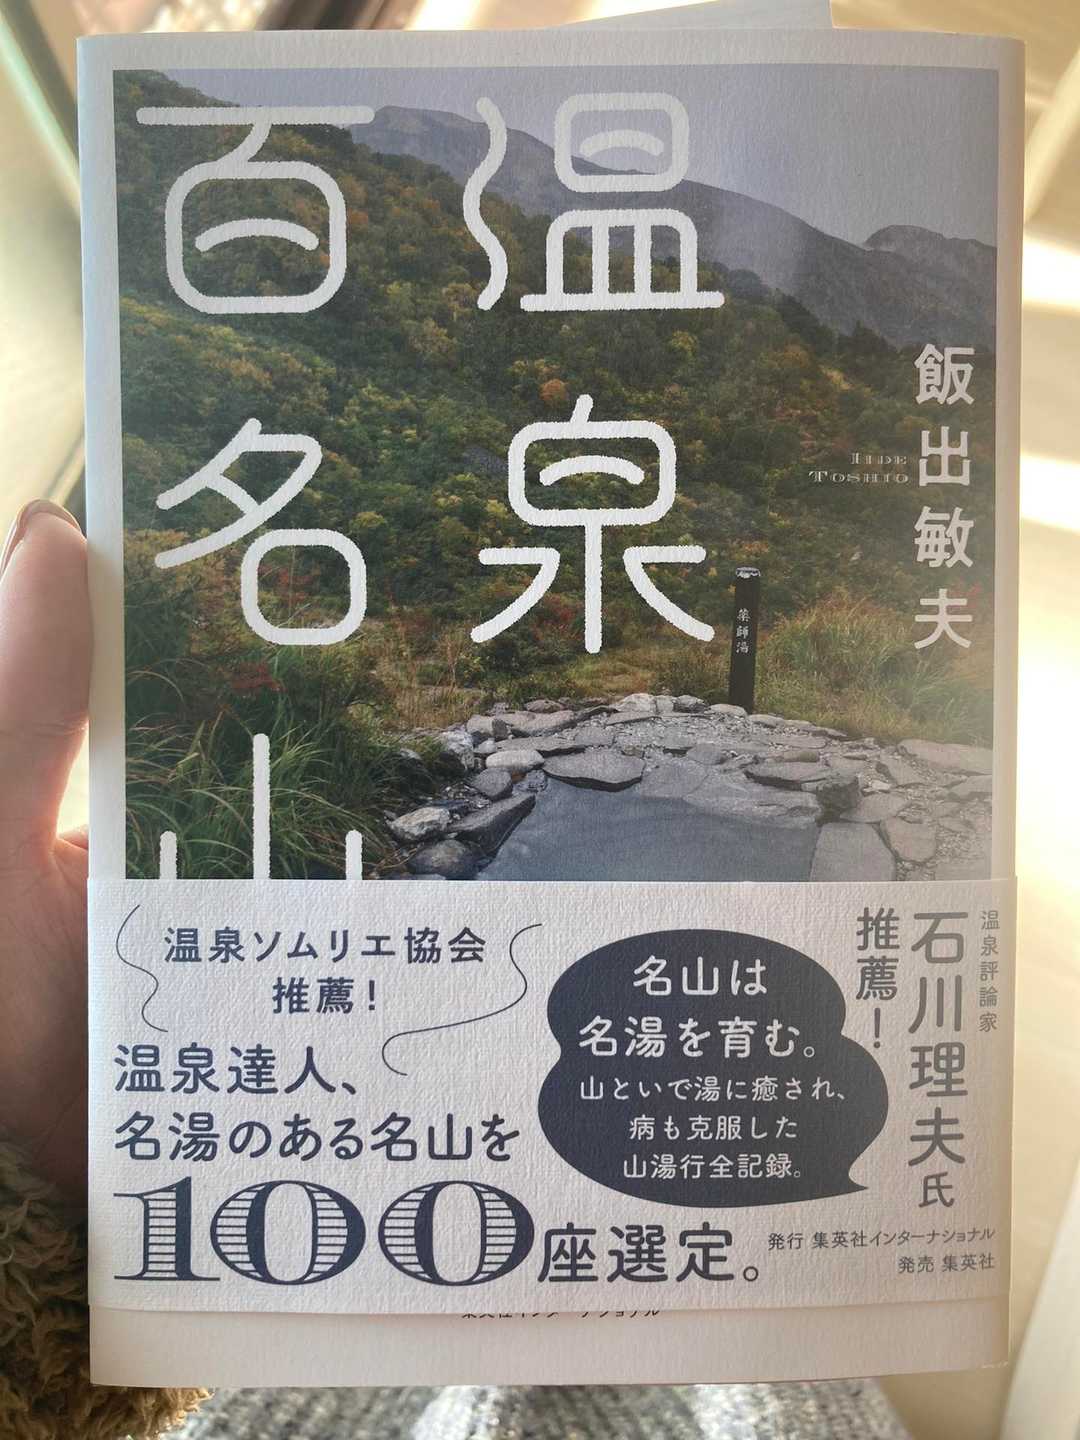 温泉
百名山
飯出敏夫
IIDE
TOSHIO
薬師湯
温泉評論家
石川理夫氏
推薦！
名山は
名湯を育む。
山といで湯に癒され、
病も克服した
山湯行全記録。
温泉ソムリエ協会
推薦！
温泉達人、
名湯のある名山を
100座選定。
発行 集英社インターナショナル
発売 集英社